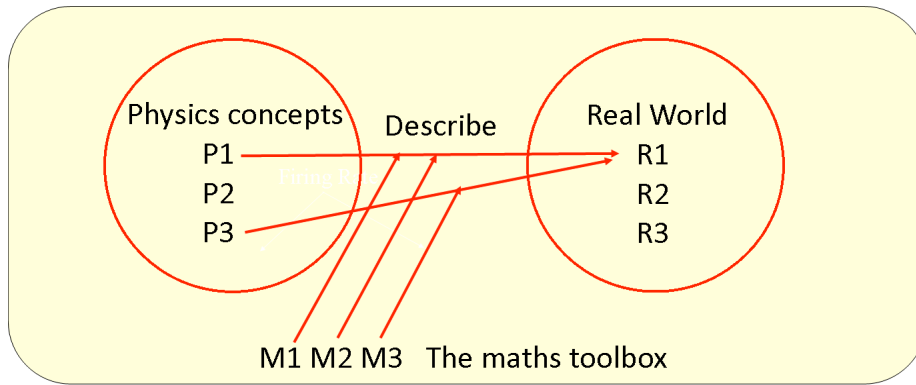 Physics concepts
P1
P2
P3
Describe
Real World
R1
R2
R3
M1 M2 M3 The maths toolbox